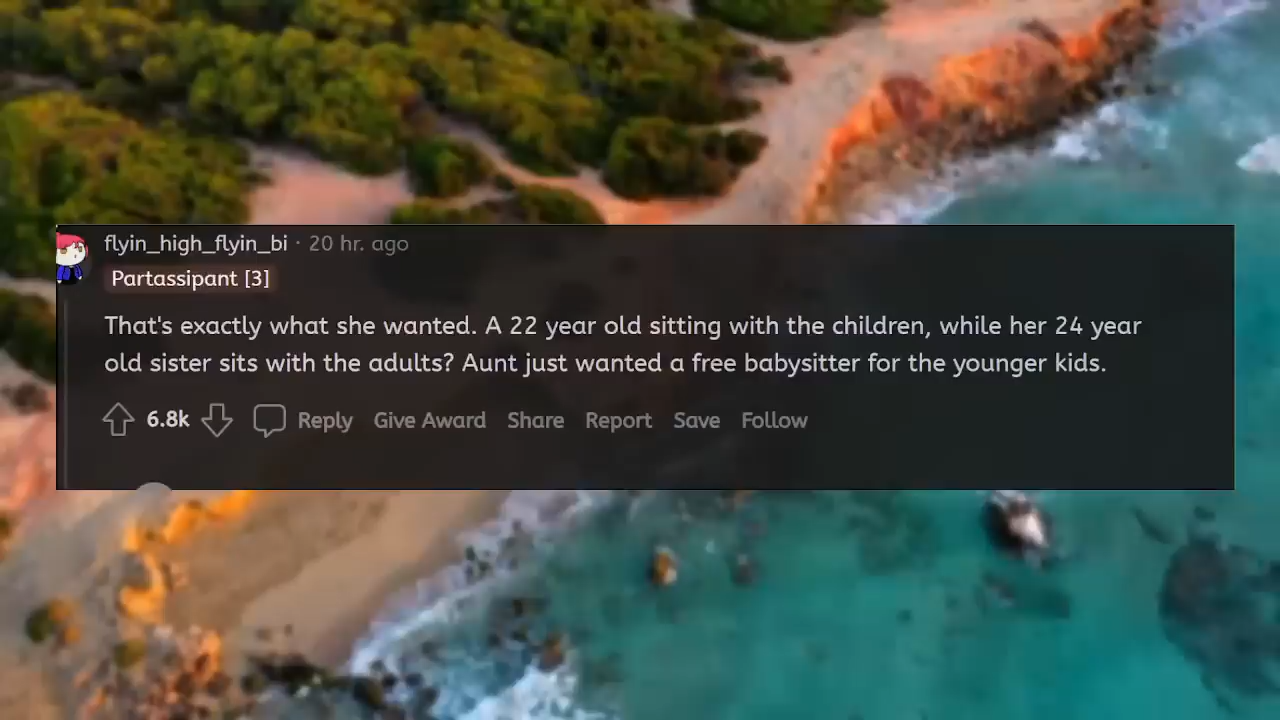 flyin_high_flyin_bi · 20 hr. ago
Partassipant [3]
That's exactly what she wanted. A 22 year old sitting with the children, while her 24 year
old sister sits with the adults? Aunt just wanted a free babysitter for the younger kids.
6.8k Reply Give Award Share Report Save Follow